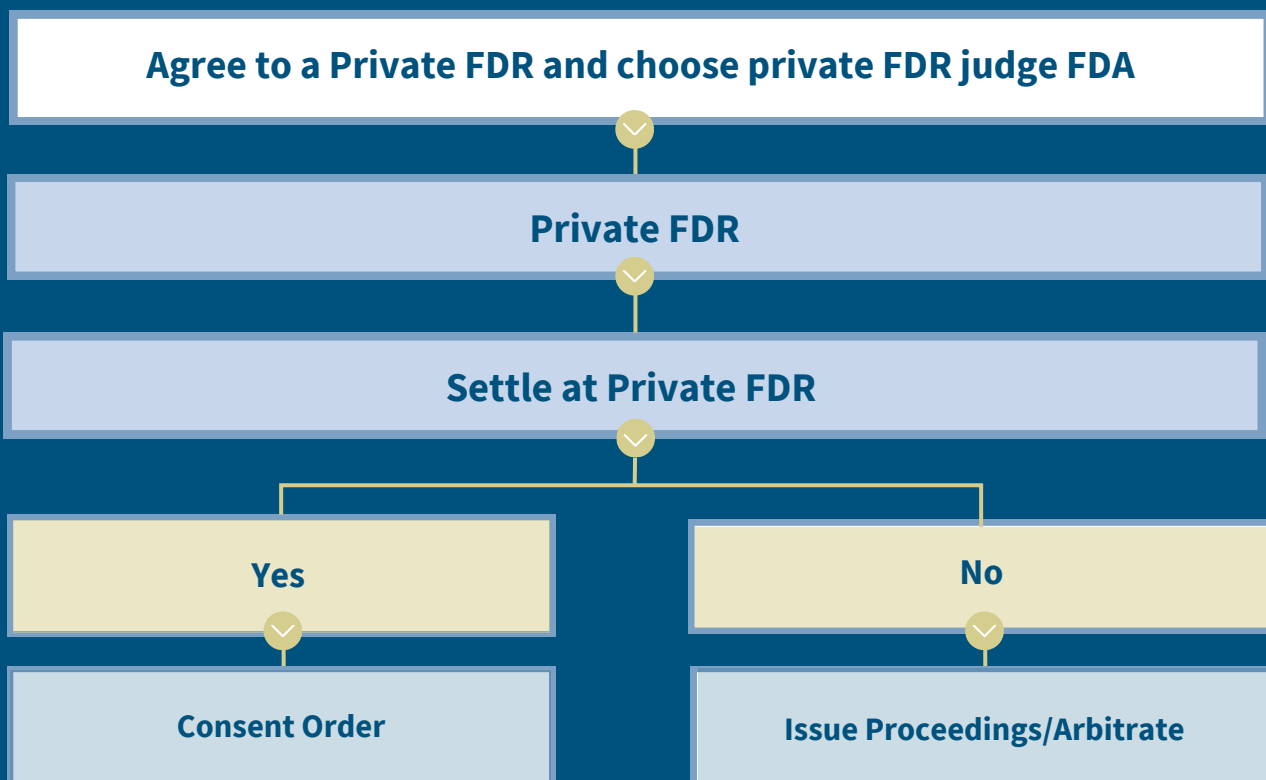 Agree to a Private FDR and choose private FDR judge FDA
Private FDR
Settle at Private FDR
Yes
No
Consent Order
Issue Proceedings/Arbitrate